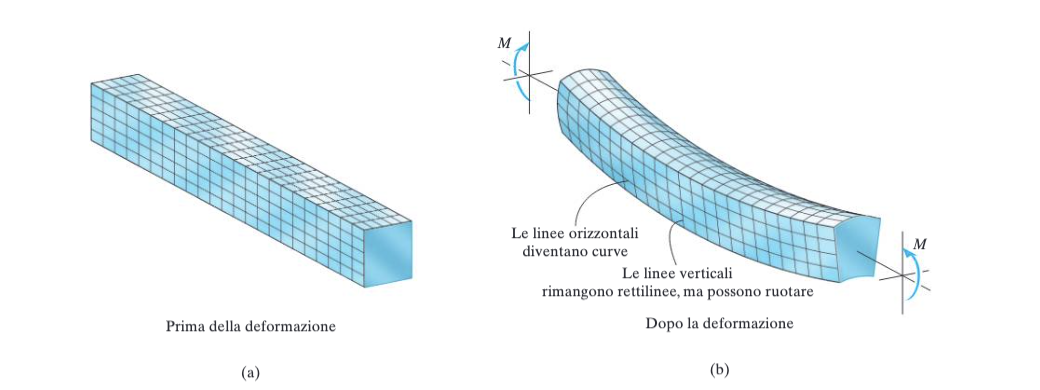 M
Le linee orizzontali
diventano curve
M
Le linee verticali
rimangono rettilinee, ma possono ruotare
Prima della deformazione
Dopo la deformazione
(a)
(b)